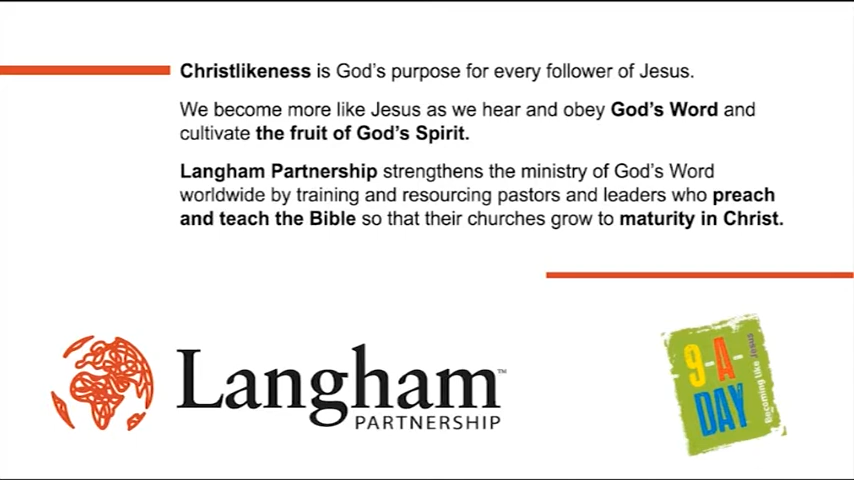 Christlikeness is God's purpose for every follower of Jesus.
We become more like Jesus as we hear and obey God's Word and
cultivate the fruit of God's Spirit.
Langham Partnership strengthens the ministry of God's Word
worldwide by training and resourcing pastors and leaders who preach
and teach the Bible so that their churches grow to maturity in Christ.
Langham™
PARTNERSHIP
9-A-
DAY
Becoming like Jesus